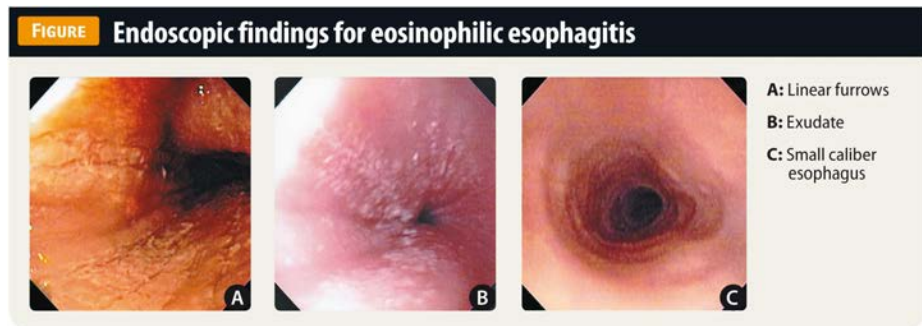 FIGURE Endoscopic findings for eosinophilic esophagitis
A: Linear furrows
B: Exudate
C: Small caliber
esophagus
A
B
C